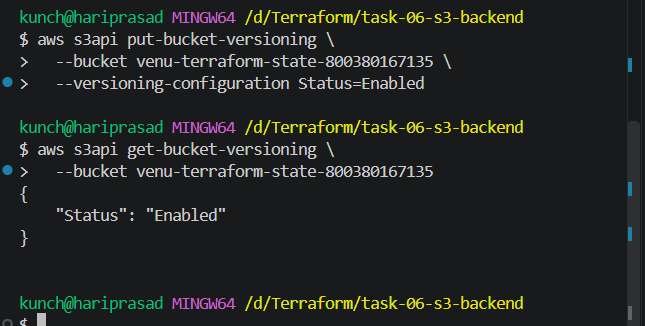 kunch@hariprasad MINGW64 /d/Terraform/task-06-s3-backend
$ aws s3api put-bucket-versioning \
>   --bucket venu-terraform-state-800380167135 \
>   --versioning-configuration Status=Enabled
kunch@hariprasad MINGW64 /d/Terraform/task-06-s3-backend
$ aws s3api get-bucket-versioning \
>   --bucket venu-terraform-state-800380167135
{
    "Status": "Enabled"
}
kunch@hariprasad MINGW64 /d/Terraform/task-06-s3-backend
$